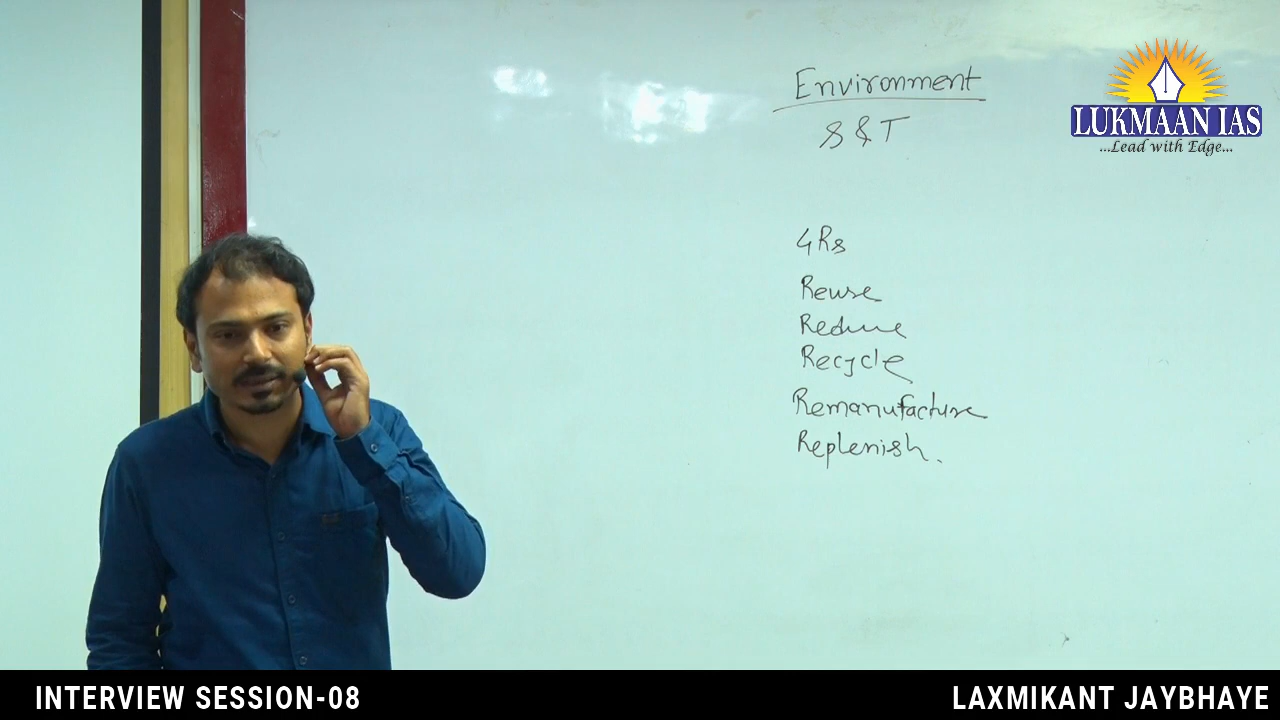 Environment
S & T
4Rs
Reuse
Reduce
Recycle
Remanufacture
Replenish.
LUKMAAN IAS
...Lead with Edge...
INTERVIEW SESSION-08
LAXMIKANT JAYBHAYE